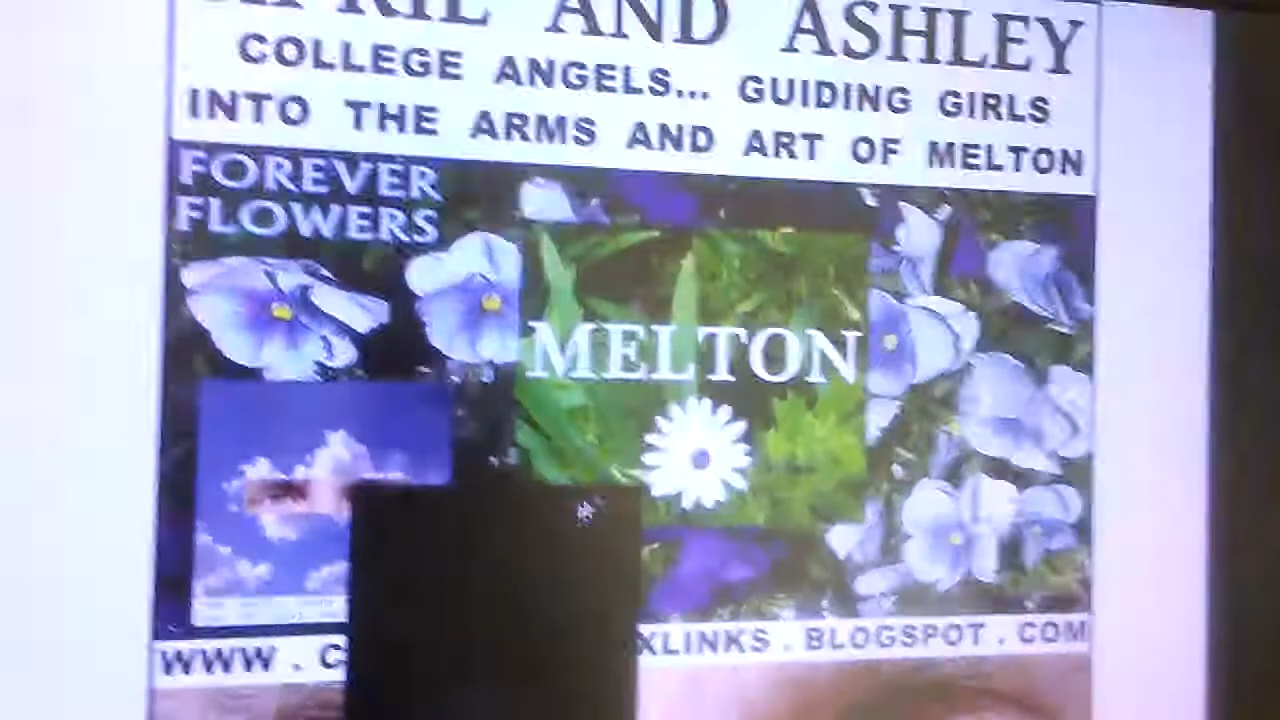 AND ASHLEY
COLLEGE ANGELS... GUIDING GIRLS
INTO THE ARMS AND ART OF MELTON
FOREVER
FLOWERS
MELTON
WWW . C XLINKS . BLOGSPOT . COM